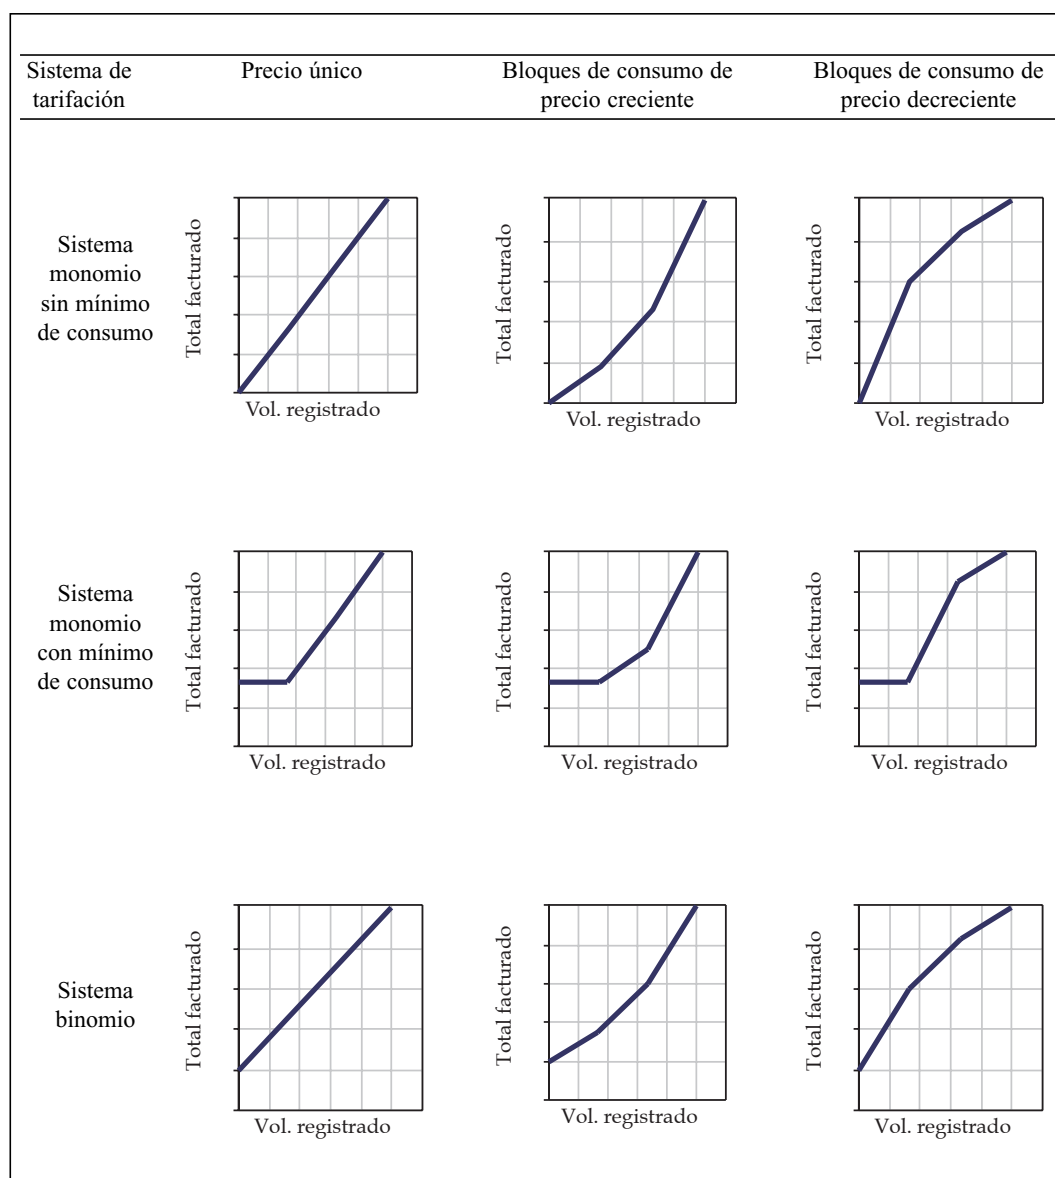 Sistema de
tarifación
Precio único
Bloques de consumo de
precio creciente
Bloques de consumo de
precio decreciente
Sistema
monomio
sin mínimo
de consumo
Total facturado
Vol. registrado
Total facturado
Vol. registrado
Total facturado
Vol. registrado
Sistema
monomio
con mínimo
de consumo
Total facturado
Vol. registrado
Total facturado
Vol. registrado
Total facturado
Vol. registrado
Sistema
binomio
Total facturado
Vol. registrado
Total facturado
Vol. registrado
Total facturado
Vol. registrado